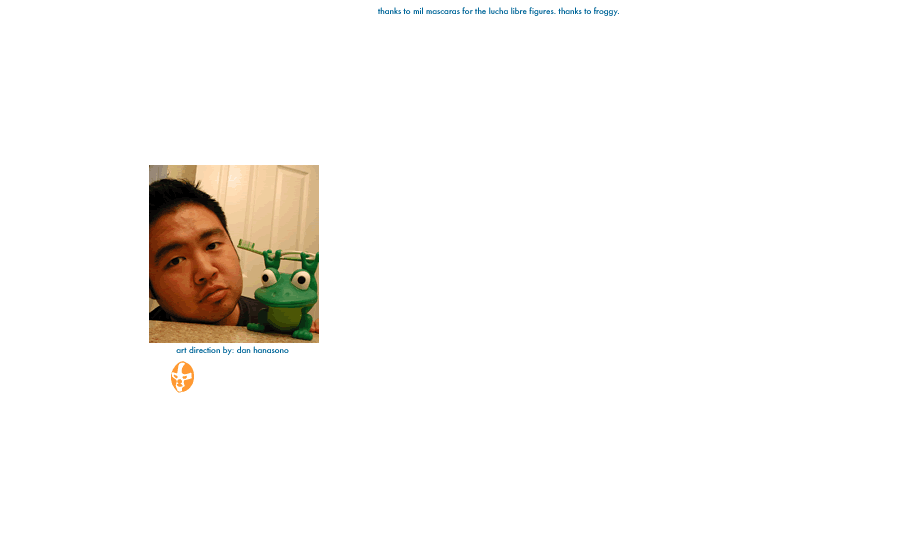 thanks to mil mascaras for the lucha libre figures. thanks to froggy.
art direction by: dan hanasono